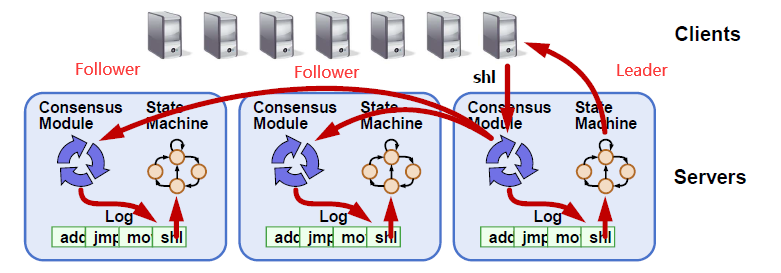 Clients
Follower
Follower
shl
Leader
Consensus
Module
State
Machine
Consensus
Module
State
Machine
Consensus
Module
State
Machine
Servers
Log
Log
Log
add jmp mo shl
add jmp mo shl
add jmp mo shl